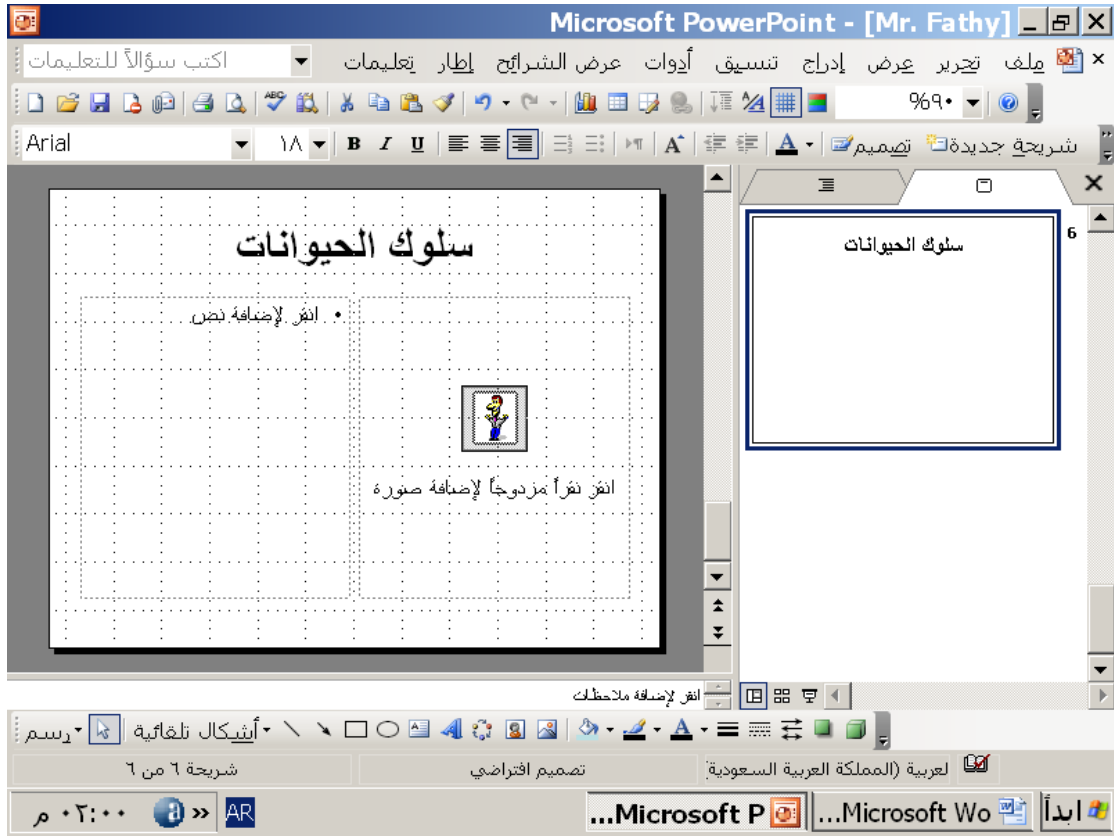 Microsoft PowerPoint - [Mr. Fathy]
ملف تحرير عرض إدراج تنسيق أدوات عرض الشرائح إطار تعليمات اكتب سؤالاً للتعليمات
%٩٠
Arial ١٨ B I U شريحة جديدة تصميم
سلوك الحيوانات
• انقر لإضافة نص
انقر نقراً مزدوجاً لإضافة صورة
6
سلوك الحيوانات
انقر لإضافة ملاحظات
رسم أشكال تلقائية
العربية (المملكة العربية السعودية) تصميم افتراضي شريحة ٦ من ٦
ابدأ Microsoft Wo... Microsoft P... AR « ٠٢:٠٠ م